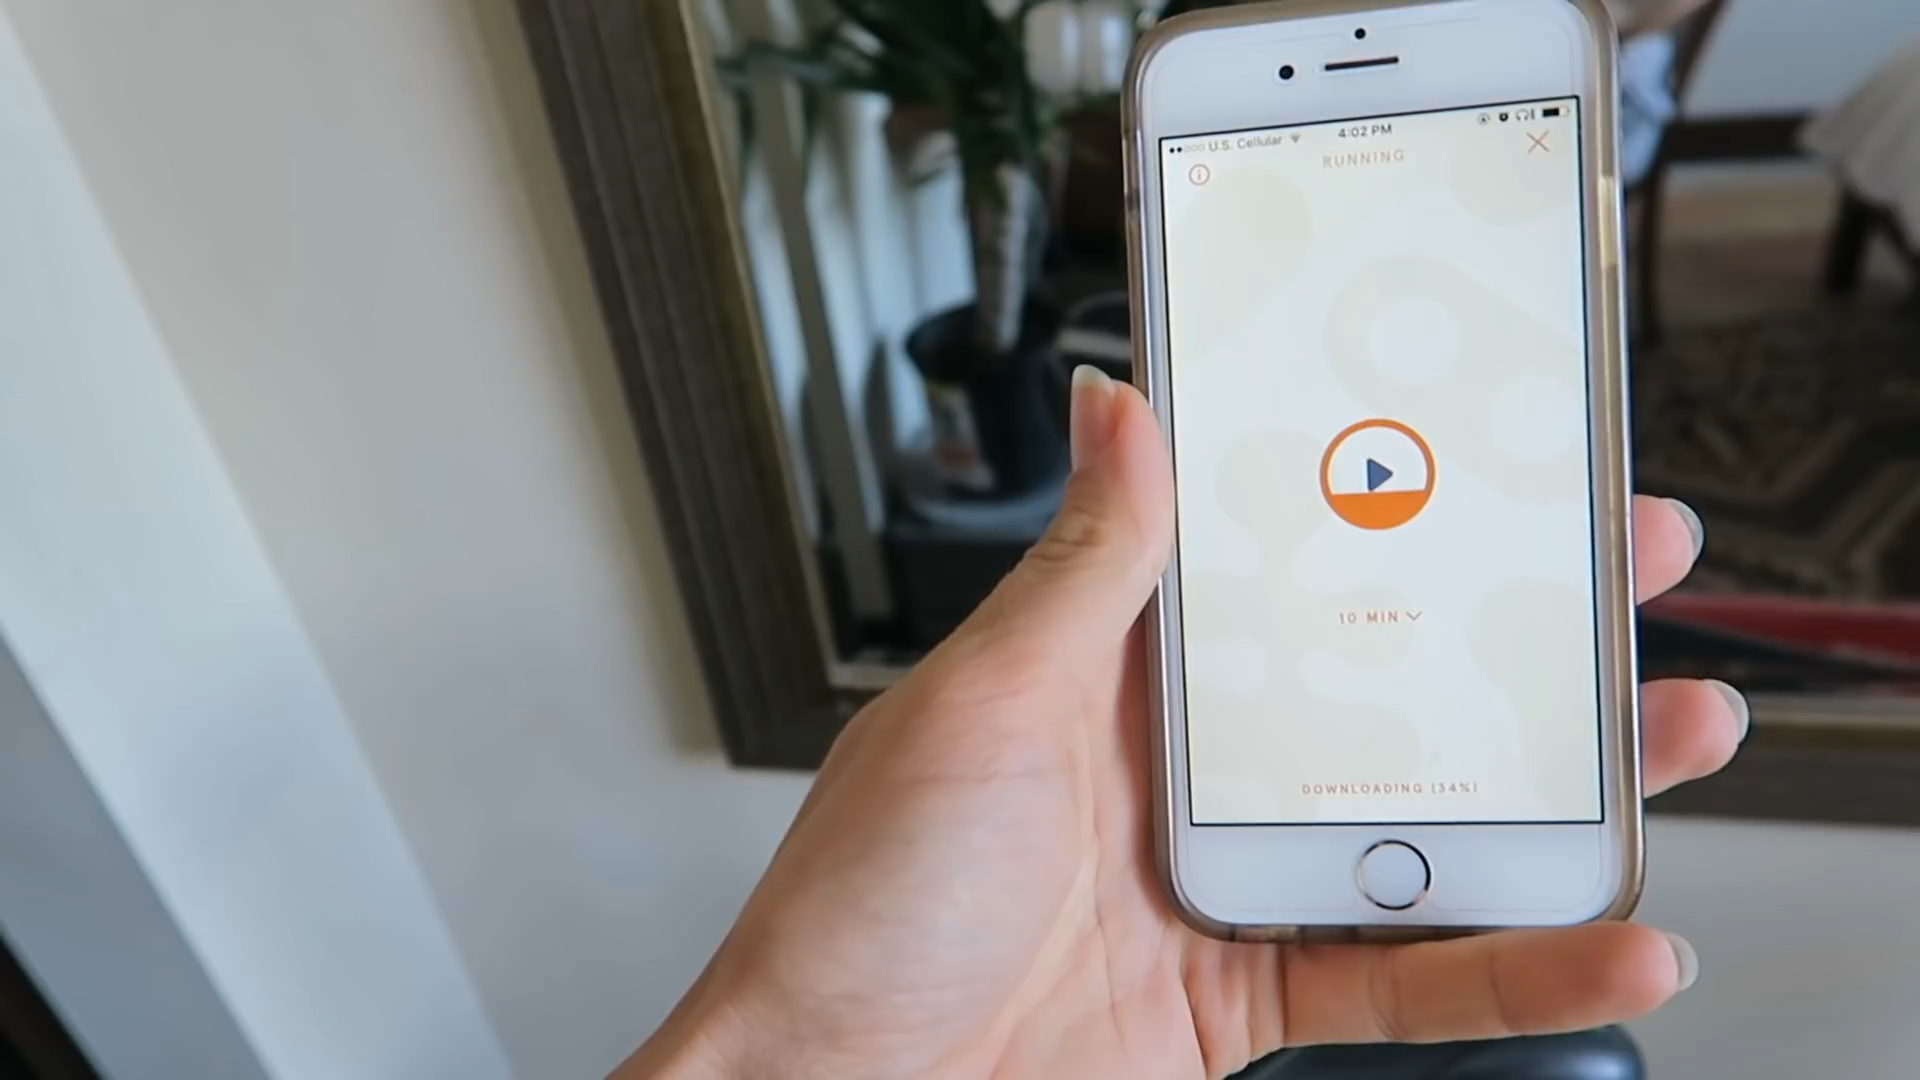 U.S. Cellular 4:02 PM
RUNNING
10 MIN
DOWNLOADING (34%)